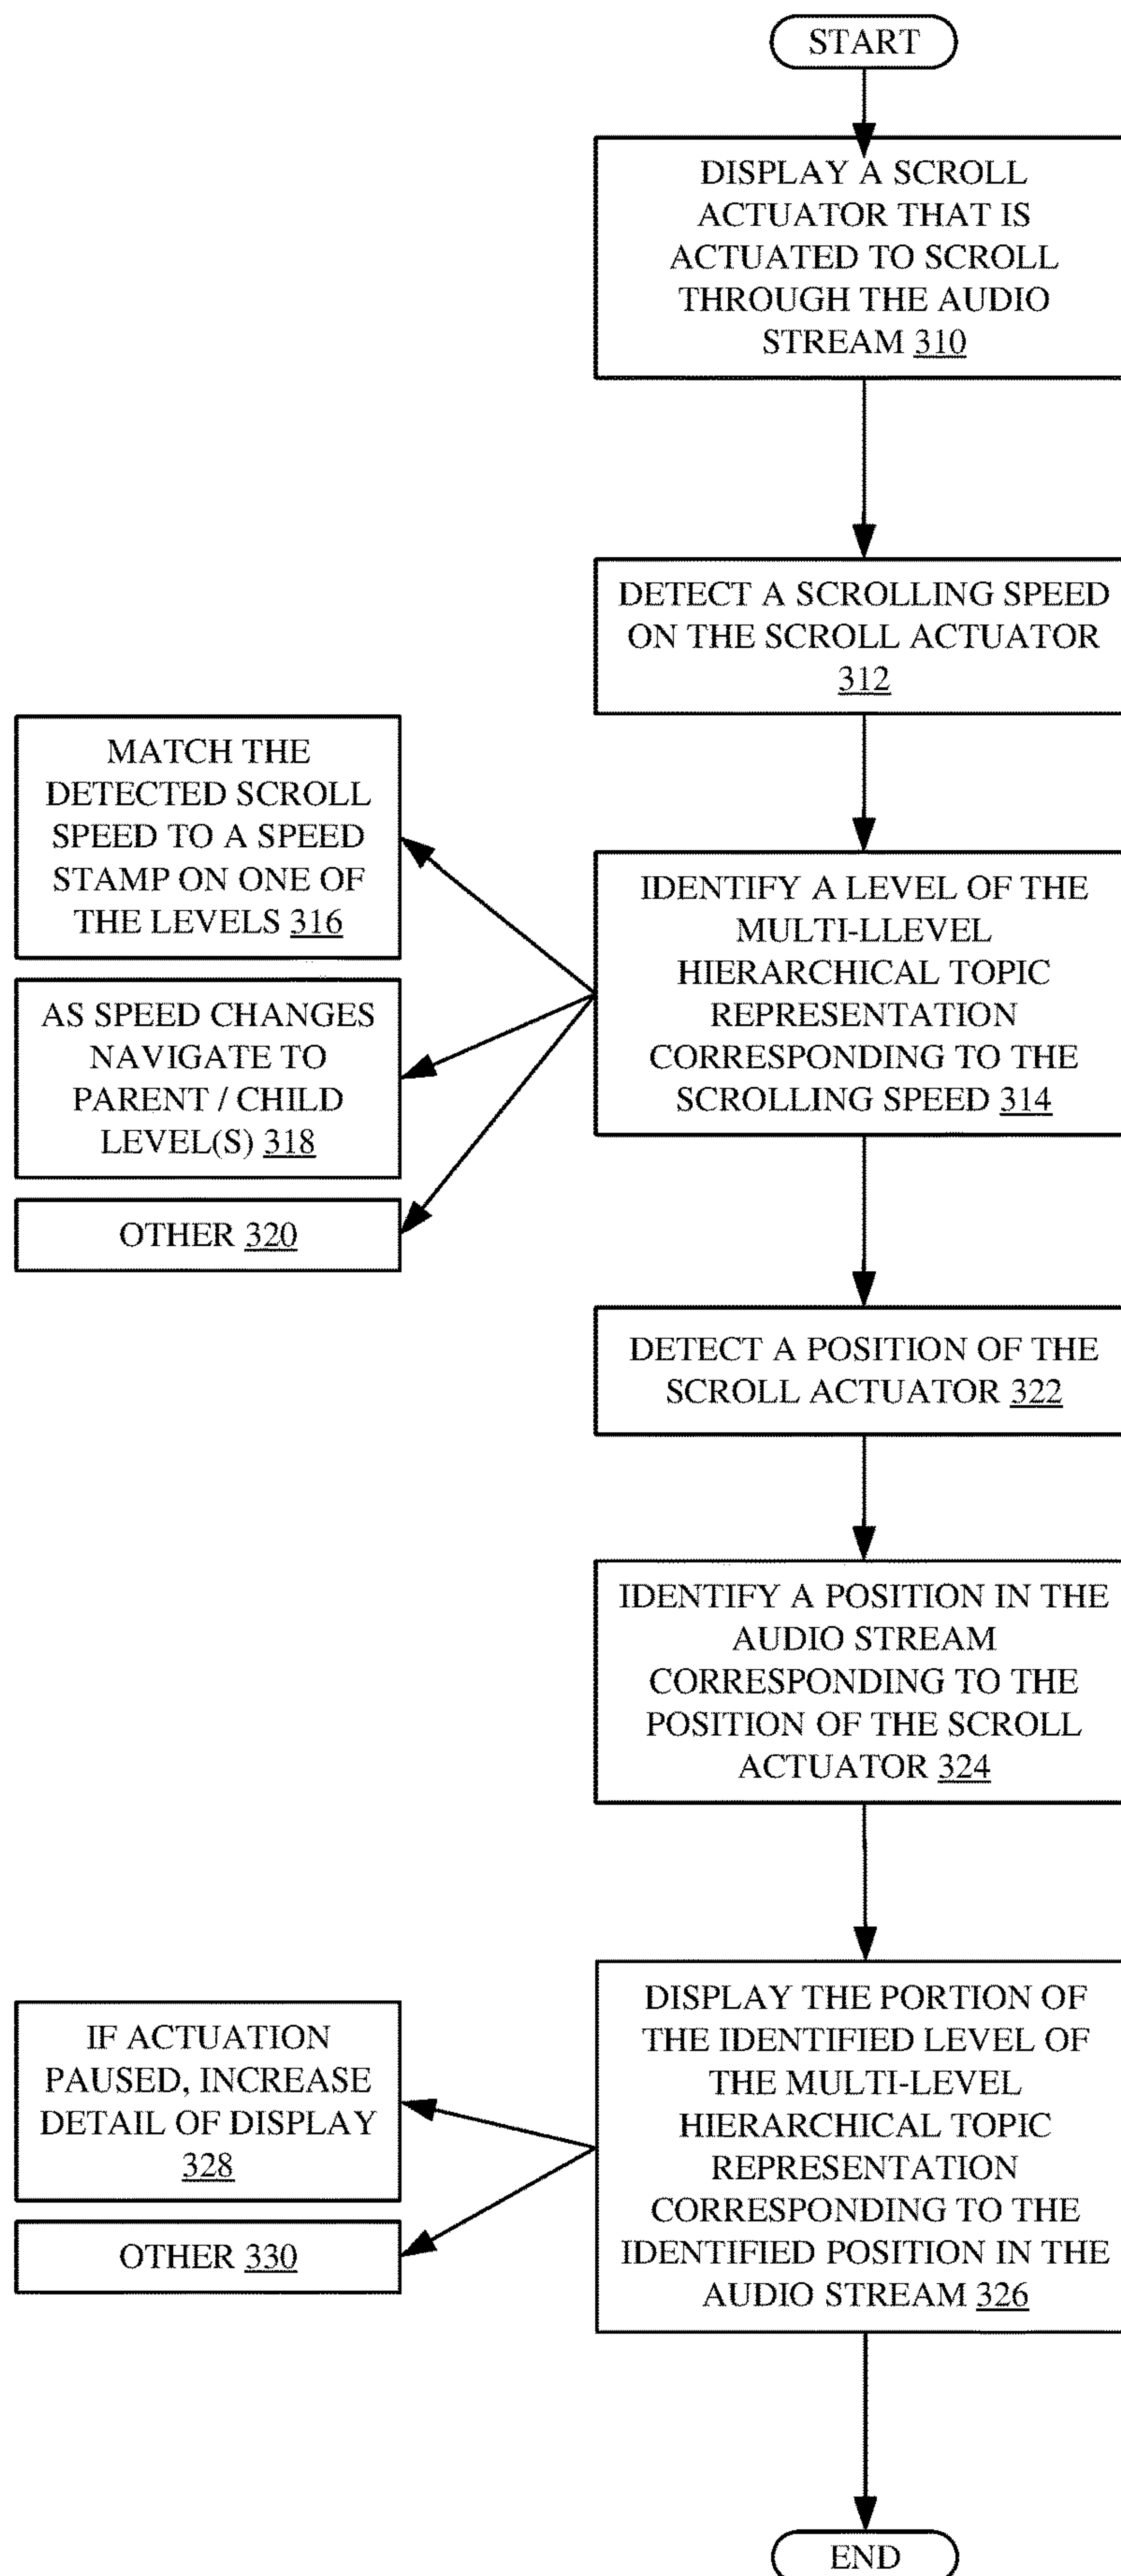 START
DISPLAY A SCROLL
ACTUATOR THAT IS
ACTUATED TO SCROLL
THROUGH THE AUDIO
STREAM 310
DETECT A SCROLLING SPEED
ON THE SCROLL ACTUATOR
312
MATCH THE
DETECTED SCROLL
SPEED TO A SPEED
STAMP ON ONE OF
THE LEVELS 316
IDENTIFY A LEVEL OF THE
MULTI-LLEVEL
HIERARCHICAL TOPIC
REPRESENTATION
CORRESPONDING TO THE
SCROLLING SPEED 314
AS SPEED CHANGES
NAVIGATE TO
PARENT / CHILD
LEVEL(S) 318
OTHER 320
DETECT A POSITION OF THE
SCROLL ACTUATOR 322
IDENTIFY A POSITION IN THE
AUDIO STREAM
CORRESPONDING TO THE
POSITION OF THE SCROLL
ACTUATOR 324
DISPLAY THE PORTION OF
THE IDENTIFIED LEVEL OF
THE MULTI-LEVEL
HIERARCHICAL TOPIC
REPRESENTATION
CORRESPONDING TO THE
IDENTIFIED POSITION IN THE
AUDIO STREAM 326
IF ACTUATION
PAUSED, INCREASE
DETAIL OF DISPLAY
328
OTHER 330
END